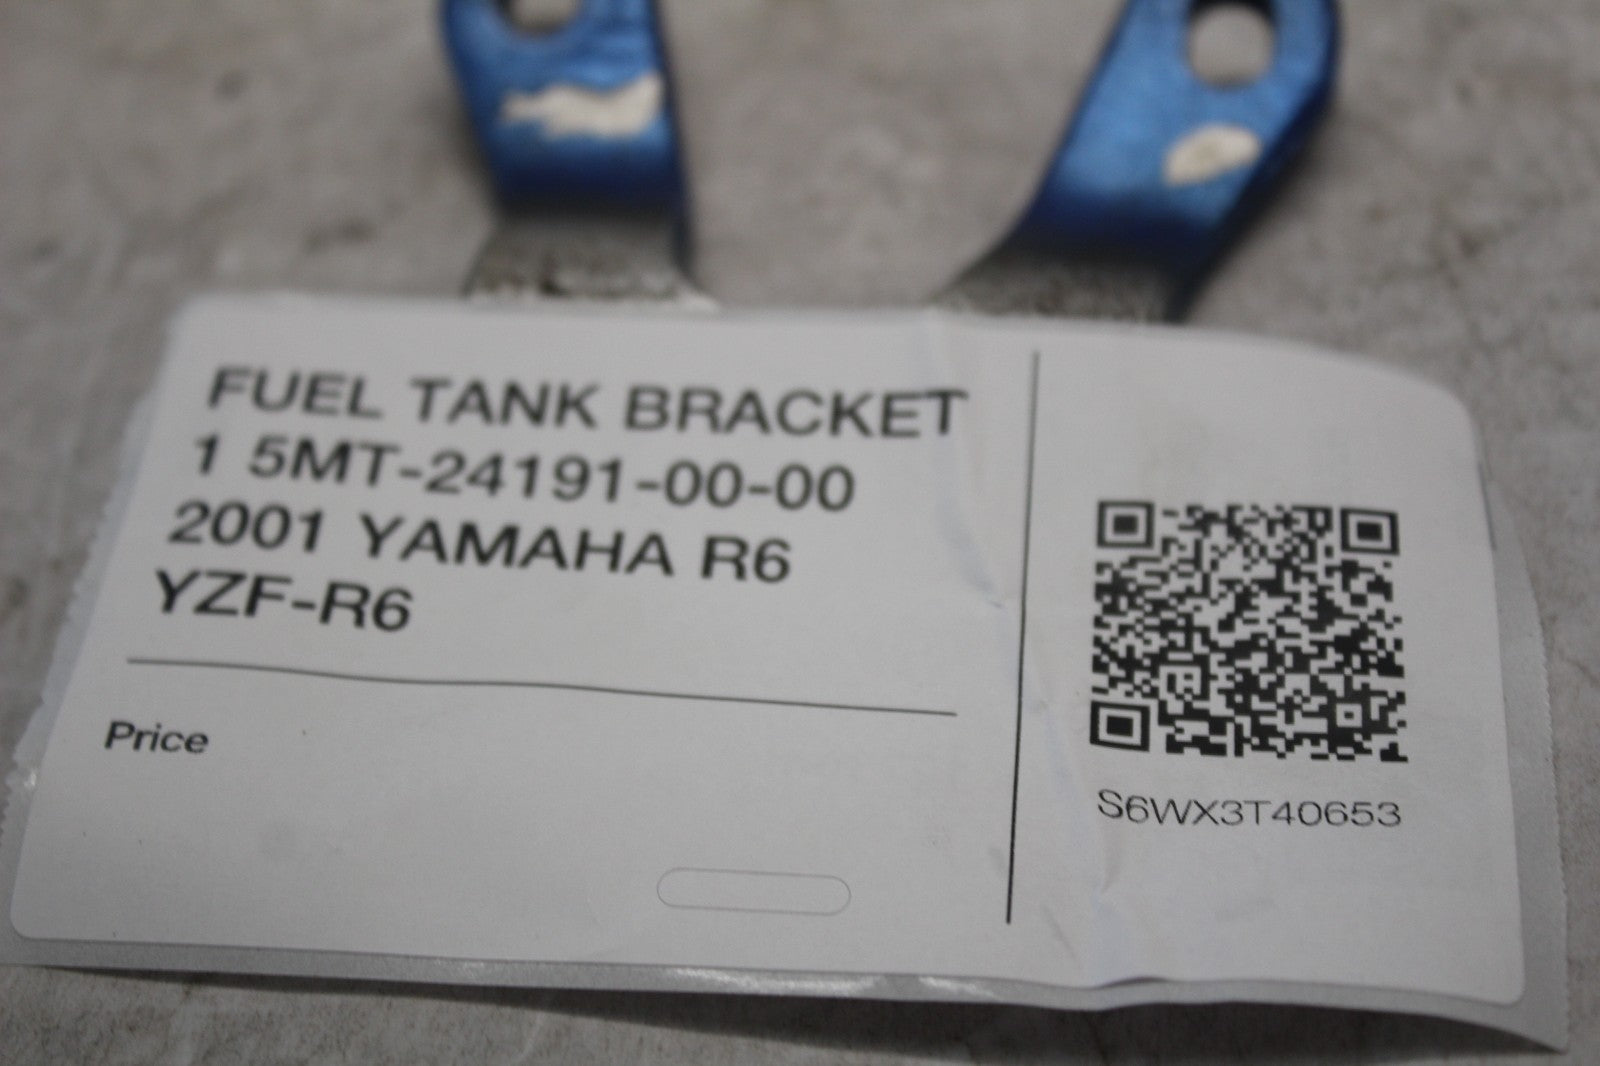 FUEL TANK BRACKET
1 5MT-24191-00-00
2001 YAMAHA R6
YZF-R6
Price
S6WX3T40653